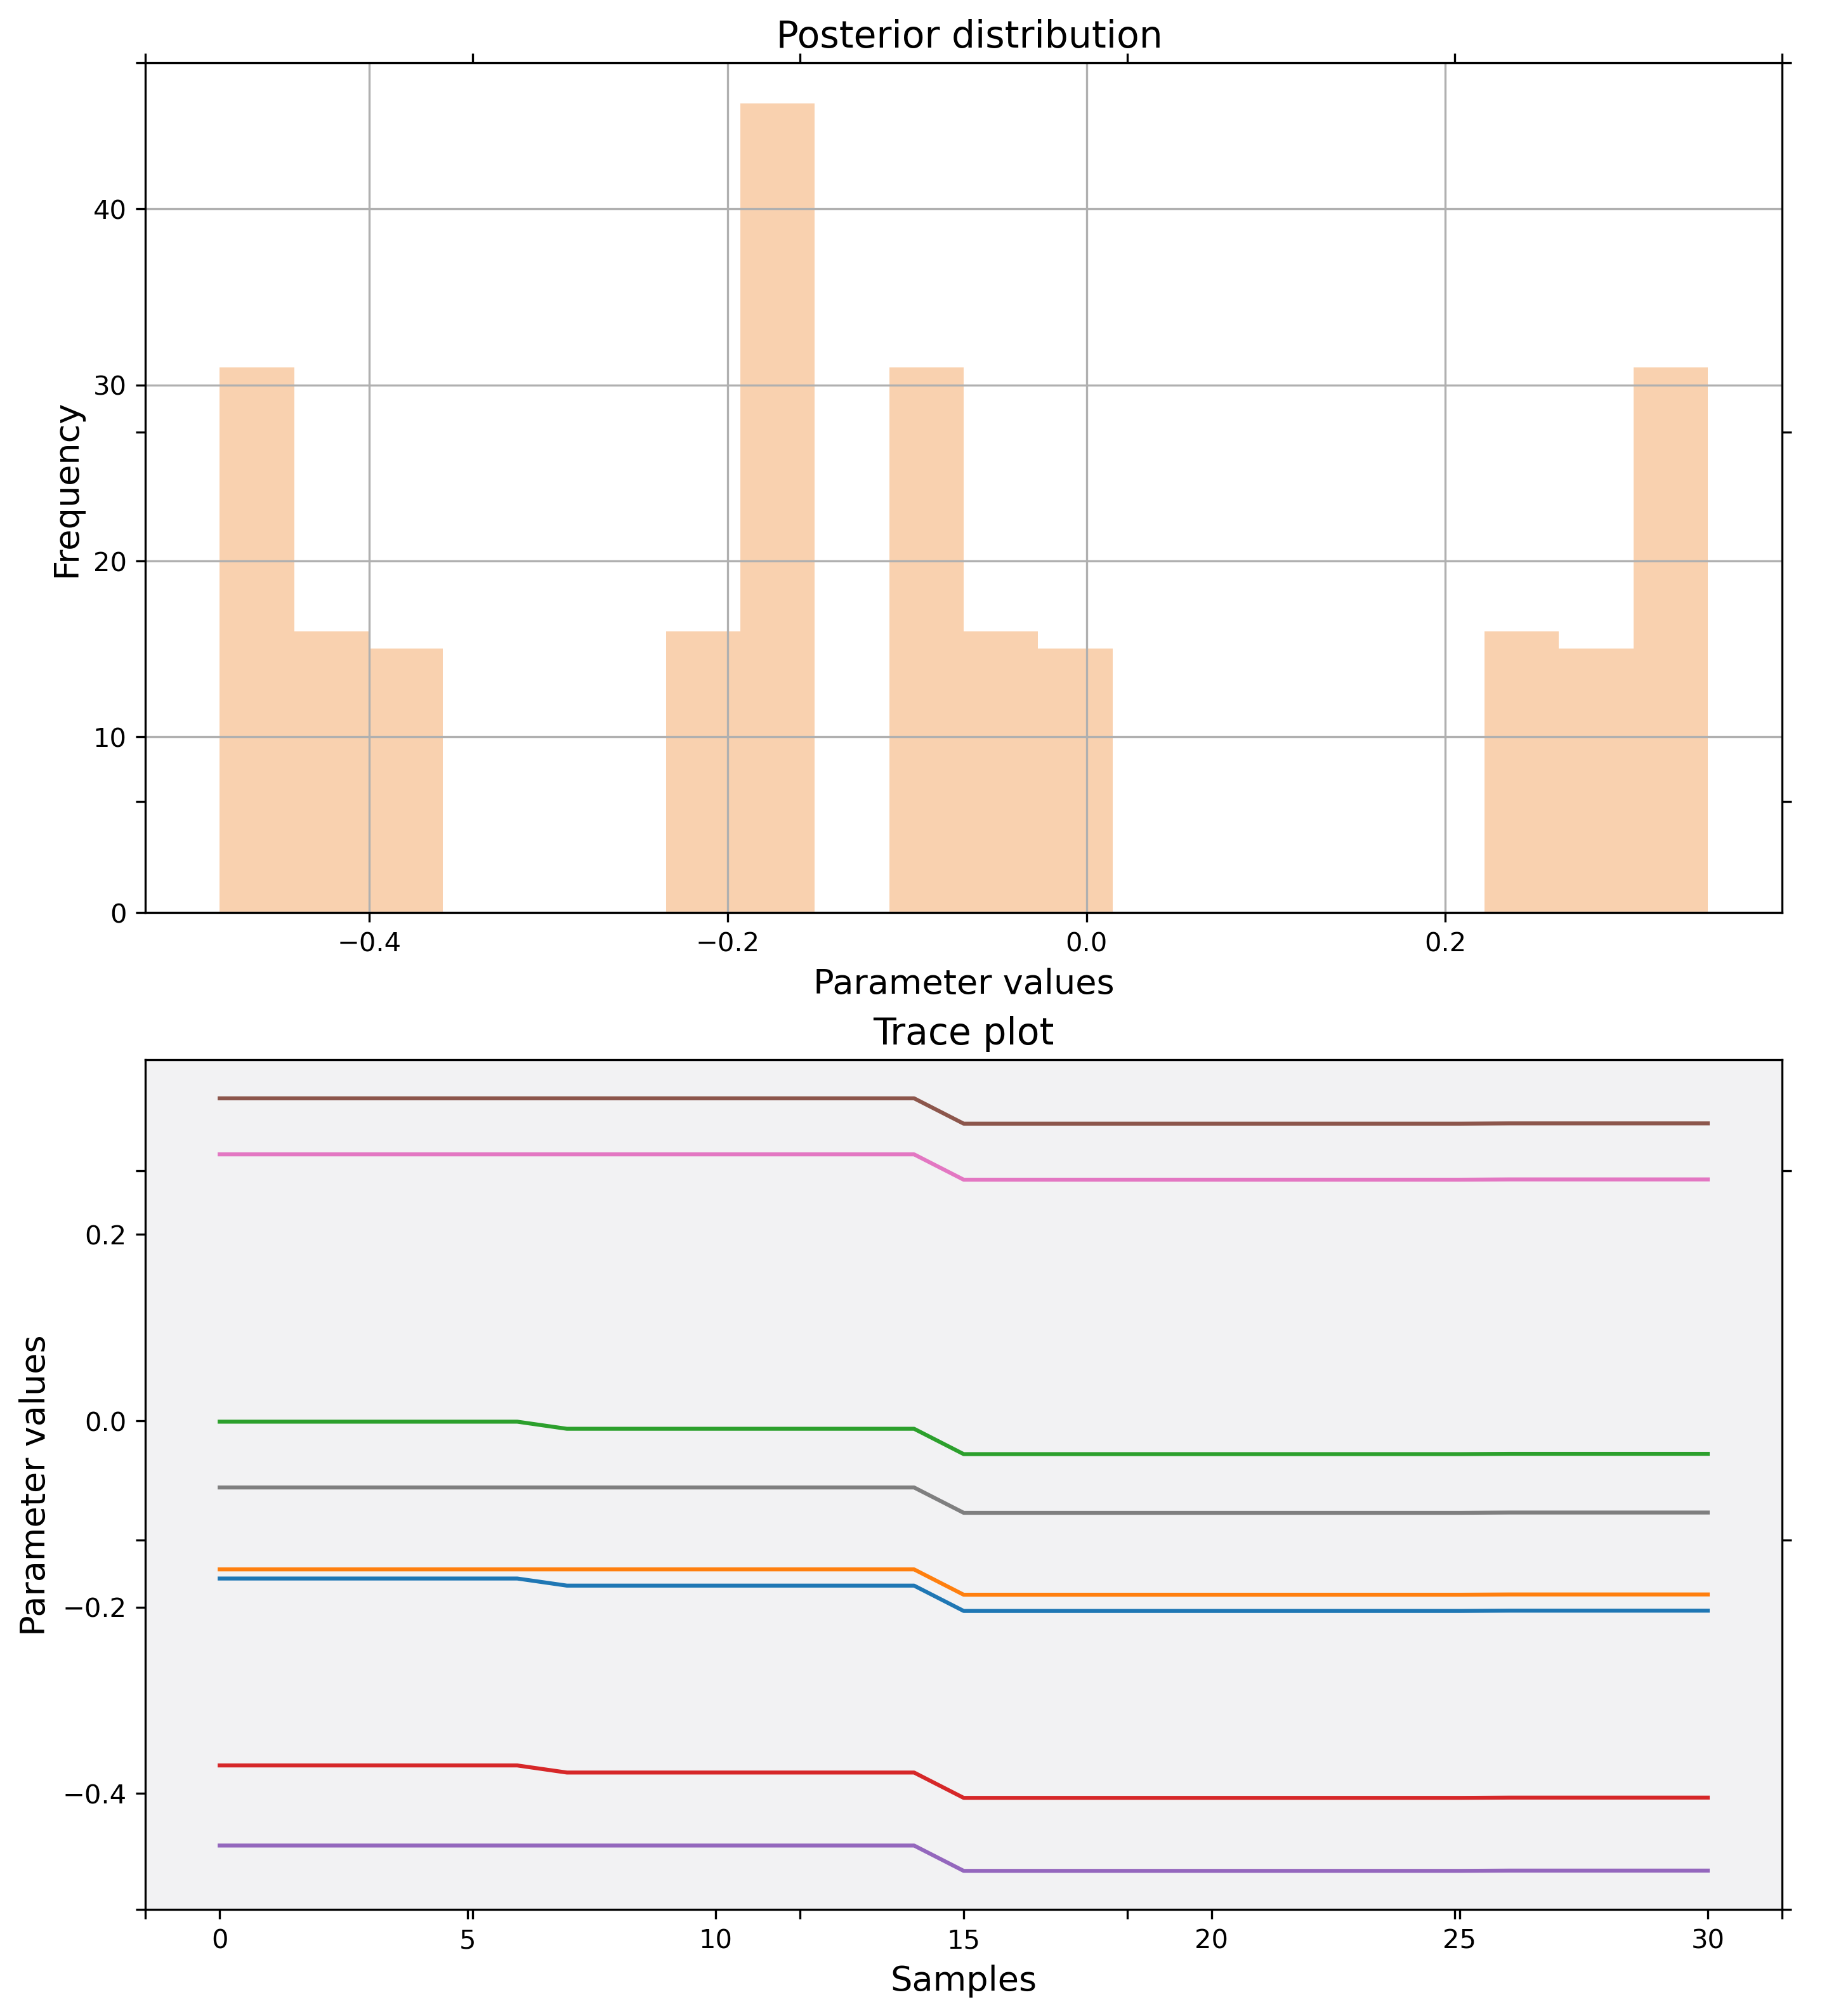 Posterior distribution
40
30
20
10
0
Frequency
−0.4 −0.2 0.0 0.2
Parameter values
Trace plot
0.2
0.0
−0.2
−0.4
Parameter values
0 5 10 15 20 25 30
Samples